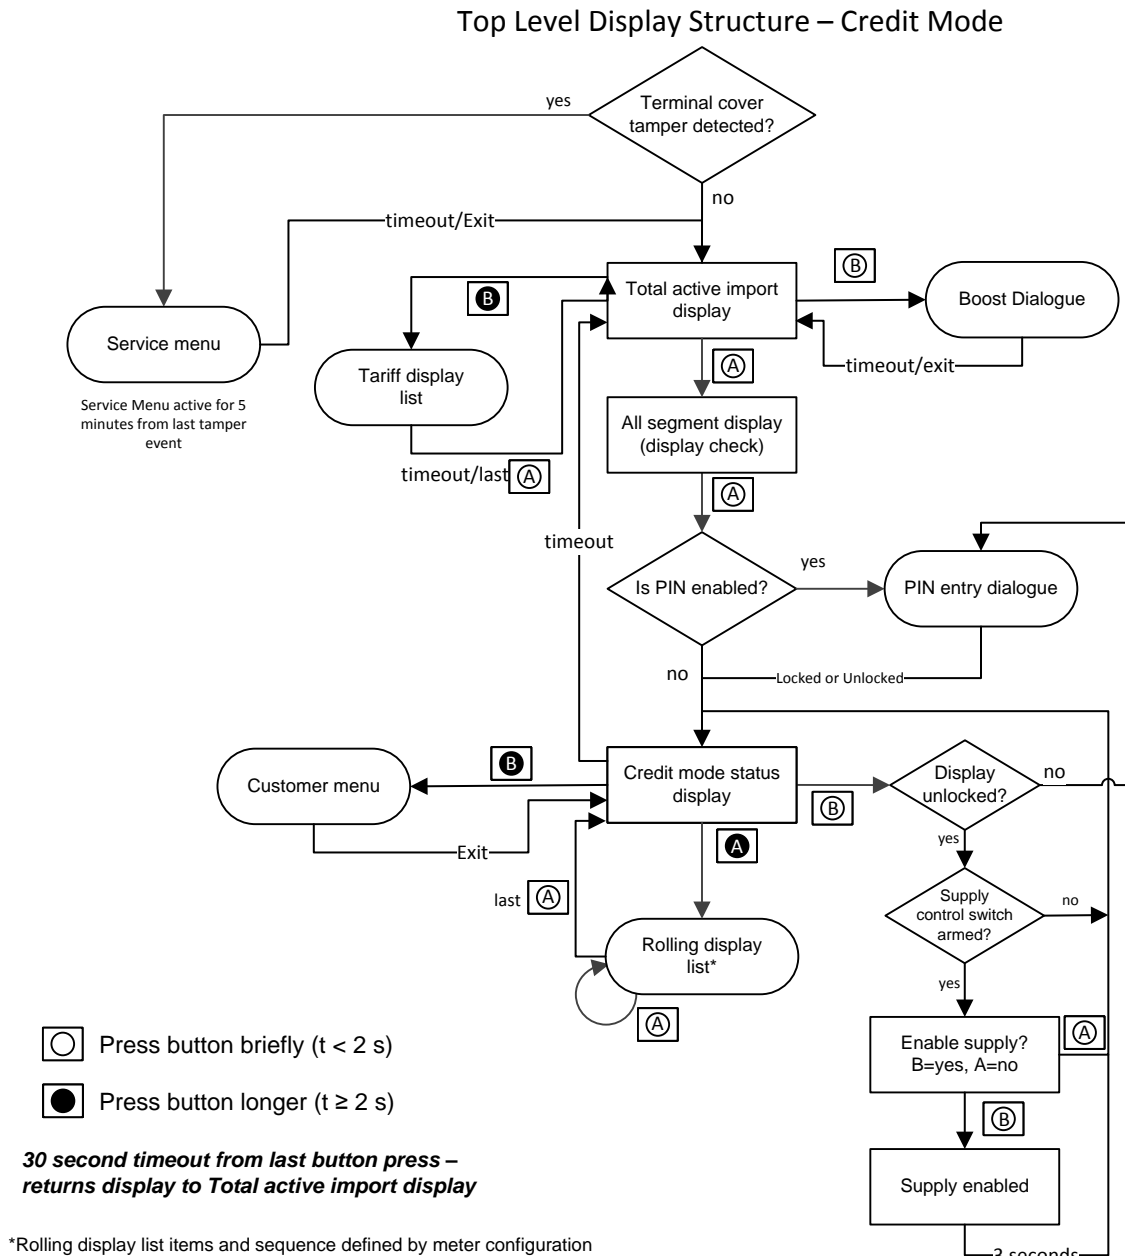 Top Level Display Structure – Credit Mode
Terminal cover
tamper detected?
yes
no
timeout/Exit
B
B
Total active import
display
Boost Dialogue
Service menu
timeout/exit
A
Tariff display
list
Service Menu active for 5
minutes from last tamper
event
All segment display
(display check)
timeout/last
A
A
timeout
Is PIN enabled?
yes
PIN entry dialogue
no
Locked or Unlocked
B
Customer menu
Credit mode status
display
B
Display
unlocked?
no
yes
Exit
A
last
A
Supply
control switch
armed?
no
Rolling display
list*
yes
A
A
Enable supply?
B=yes, A=no
Press button briefly (t < 2 s)
Press button longer (t ≥ 2 s)
B
30 second timeout from last button press –
returns display to Total active import display
Supply enabled
*Rolling display list items and sequence defined by meter configuration
3 seconds